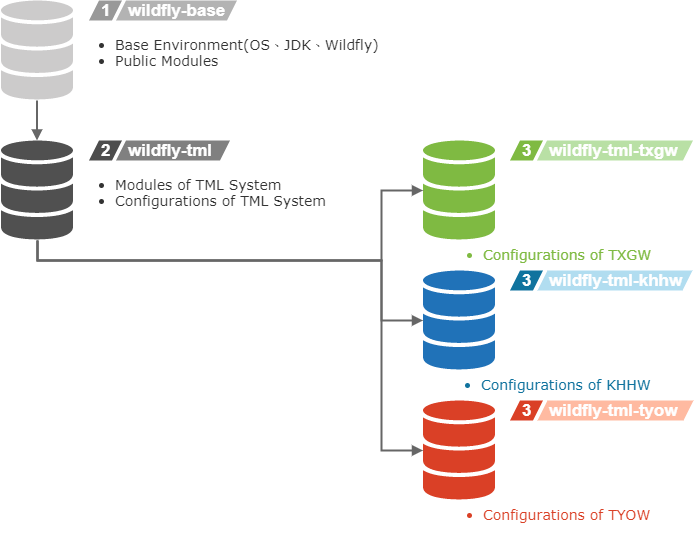 1 wildfly-base
• Base Environment(OS、JDK、Wildfly)
• Public Modules
2 wildfly-tml
• Modules of TML System
• Configurations of TML System
3 wildfly-tml-txgw
• Configurations of TXGW
3 wildfly-tml-khhw
• Configurations of KHHW
3 wildfly-tml-tyow
• Configurations of TYOW